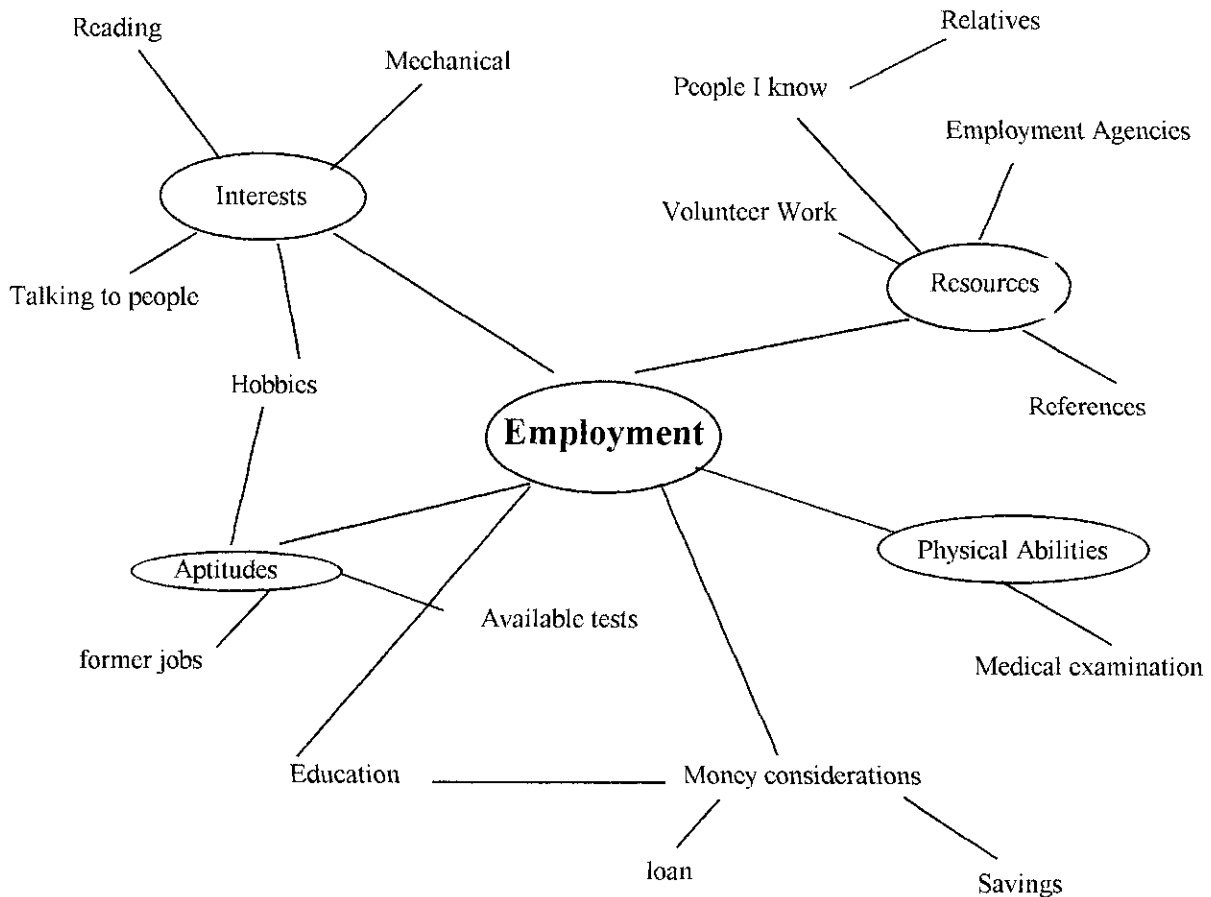 Reading
Relatives
Mechanical
People I know
Employment Agencies
Interests
Volunteer Work
Resources
Talking to people
Hobbies
References
Employment
Physical Abilities
Aptitudes
Available tests
former jobs
Medical examination
Education
Money considerations
loan
Savings